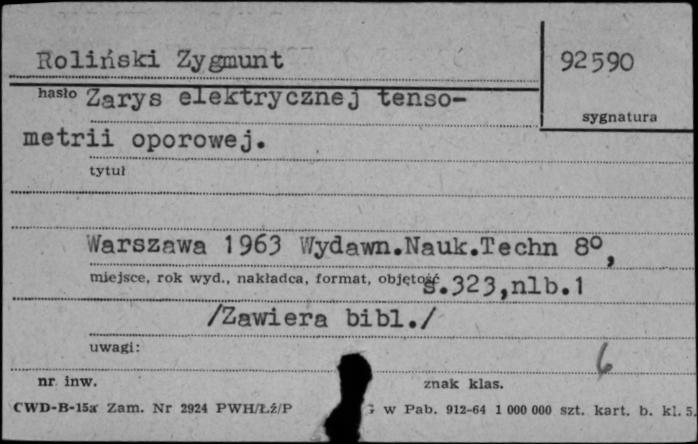 Roliński Zygmunt
92590
hasło Zarys elektrycznej tenso-
sygnatura
metrii oporowej.
tytuł
Warszawa 1963 Wydawn.Nauk.Techn 8º,
miejsce, rok wyd., nakładca, format, objętość s.323,nlb.1
/Zawiera bibl./
uwagi:
6
nr inw.
znak klas.
CWD-B-15a Zam. Nr 2924 PWH/Łź/P w Pab. 912-64 1 000 000 szt. kart. b. kl. 5.